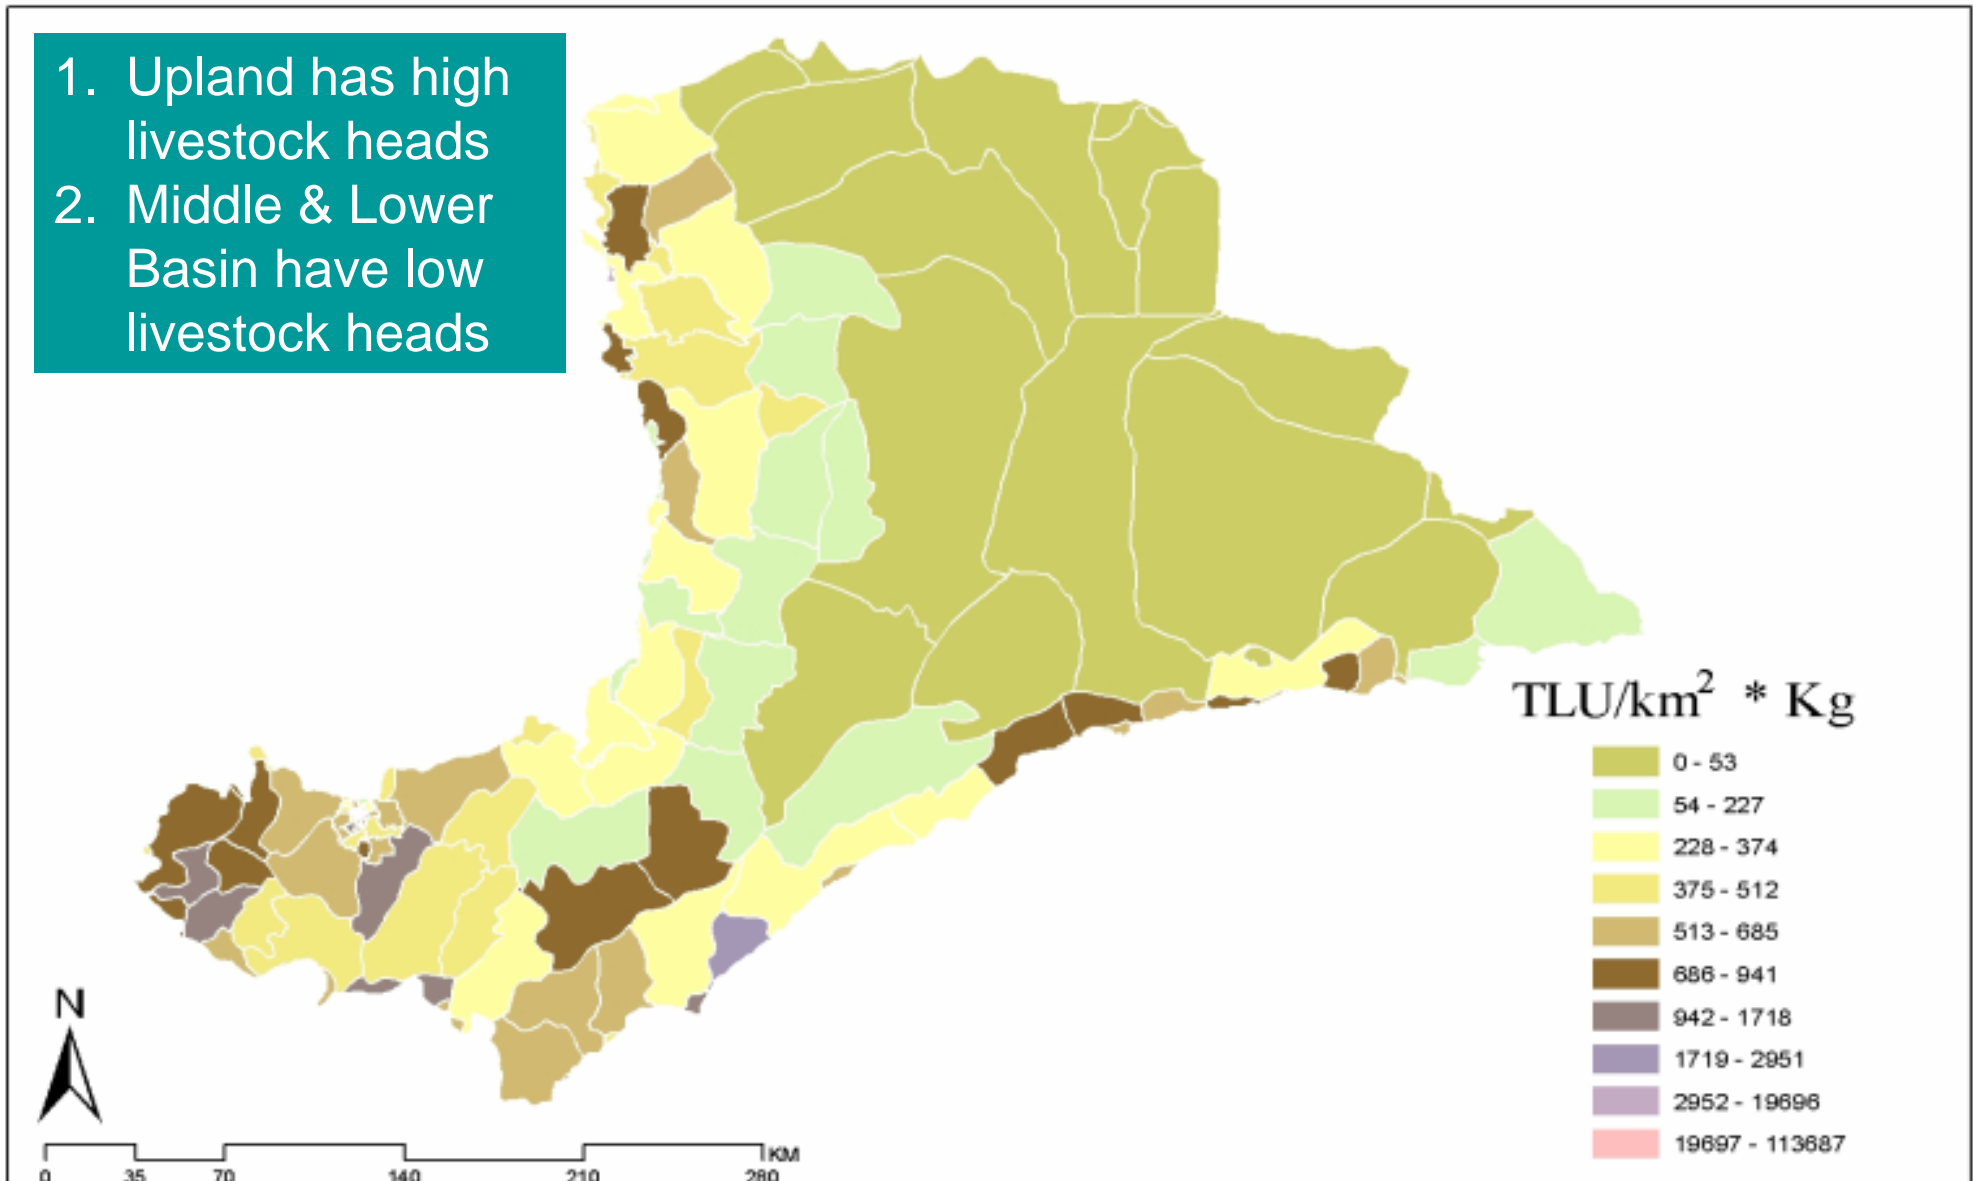 1. Upland has high
livestock heads
2. Middle & Lower
Basin have low
livestock heads
TLU/km² * Kg
0 - 53
54 - 227
228 - 374
375 - 512
513 - 685
686 - 941
942 - 1718
1719 - 2951
2952 - 19696
19697 - 113687
N
KM
0 35 70 140 210 280